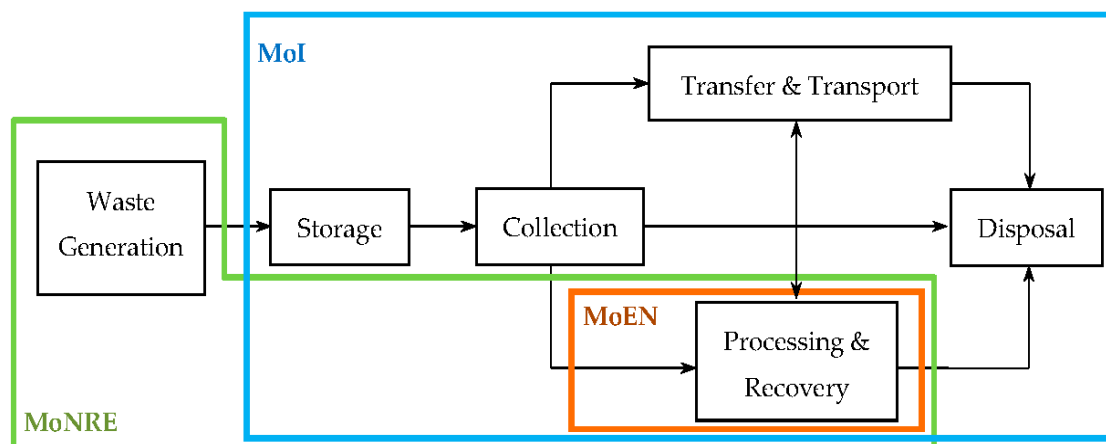 MoI
Transfer & Transport
Waste
Generation
Storage
Collection
Disposal
MoEN
Processing &
Recovery
MoNRE